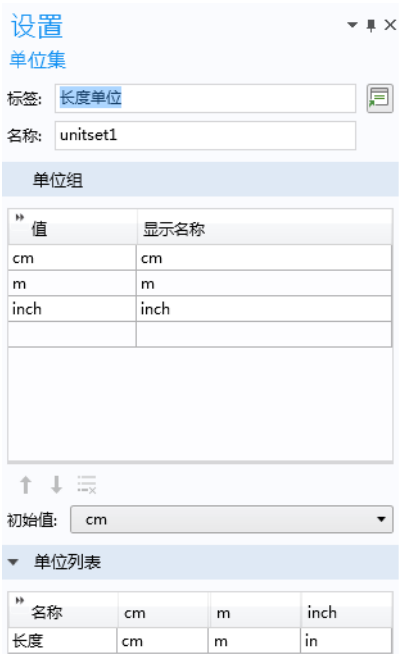 设置
单位集
标签: 长度单位
名称: unitset1
单位组
值 显示名称
cm cm
m m
inch inch
初始值: cm
单位列表
名称 cm m inch
长度 cm m in